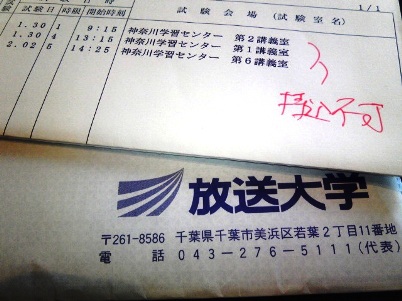 試験日 時限 開始時刻 試験会場(試験室名)
1/1
1.30 1 9:15 神奈川学習センター 第2講義室
1.30 4 13:15 神奈川学習センター 第1講義室
2.02 5 14:25 神奈川学習センター 第6講義室
持込不可
放送大学
〒261-8586 千葉県千葉市美浜区若葉2丁目11番地
電話 043-276-5111(代表)